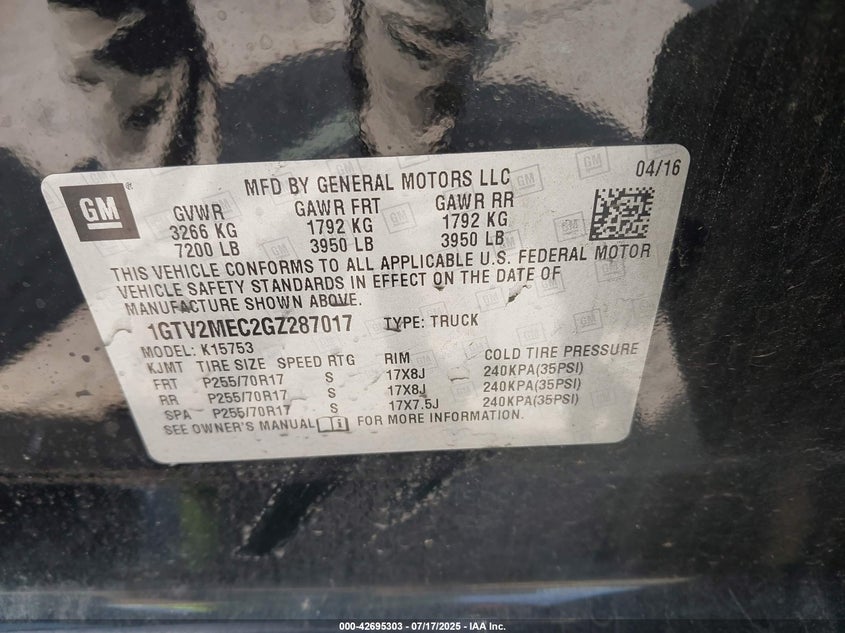 GM
®
MFD BY GENERAL MOTORS LLC
04/16
GVWR GAWR FRT GAWR RR
3266 KG 1792 KG 1792 KG
7200 LB 3950 LB 3950 LB
THIS VEHICLE CONFORMS TO ALL APPLICABLE U.S. FEDERAL MOTOR
VEHICLE SAFETY STANDARDS IN EFFECT ON THE DATE OF
MANUFACTURE SHOWN ABOVE.
1GTV2MEC2GZ287017 TYPE: TRUCK
MODEL: K15753
KJMT TIRE SIZE SPEED RTG RIM COLD TIRE PRESSURE
FRT P255/70R17 S 17X8J 240KPA(35PSI)
RR P255/70R17 S 17X8J 240KPA(35PSI)
SPA P255/70R17 S 17X7.5J 240KPA(35PSI)
SEE OWNER'S MANUAL i FOR MORE INFORMATION.
000-42695303 / 07/17/2025 - IAA Inc.